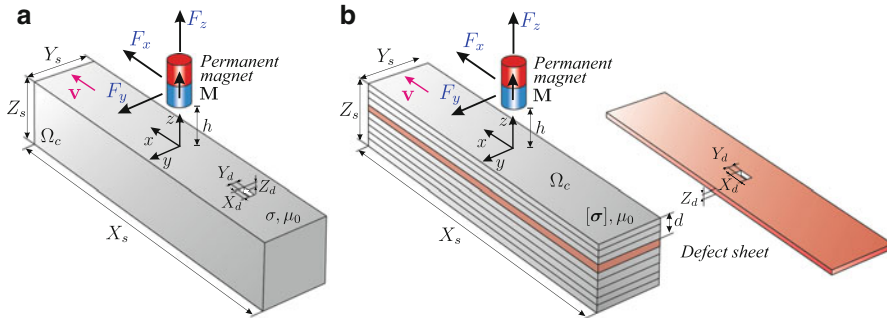 a
F_z
Y_s
F_x
Permanent
magnet
M
v
F_y
Z_s
h
z
Ω_c
x
y
Y_d
Z_d
X_d
σ, μ_0
X_s
b
F_z
Y_s
F_x
Permanent
magnet
M
v
F_y
Z_s
h
z
x
y
Ω_c
Y_d
X_d
Z_d
[σ], μ_0
d
Defect sheet
X_s